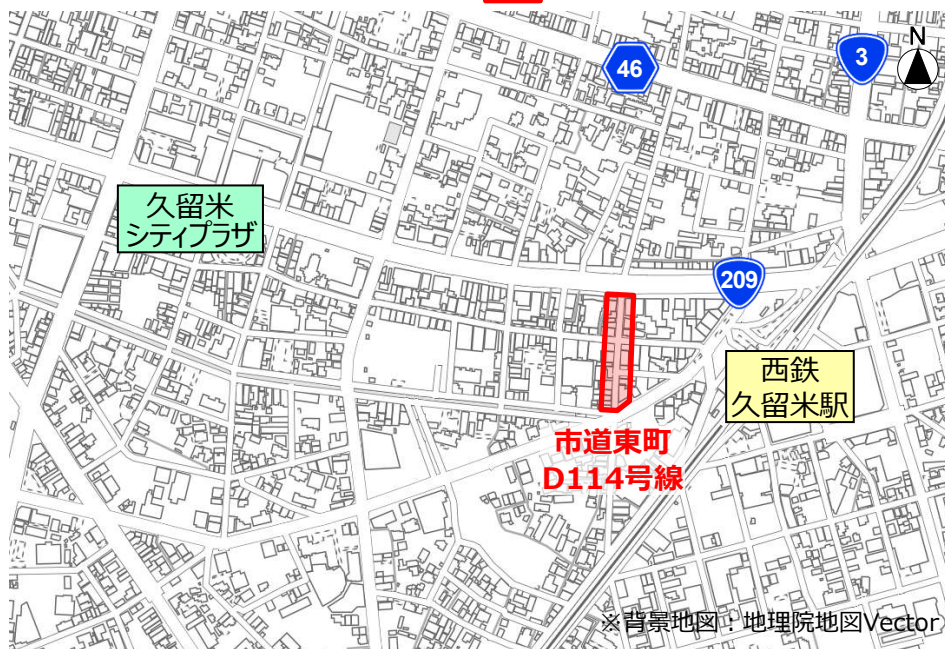 46
3
N
久留米
シティプラザ
209
西鉄
久留米駅
市道東町
D114号線
※背景地図：地理院地図Vector